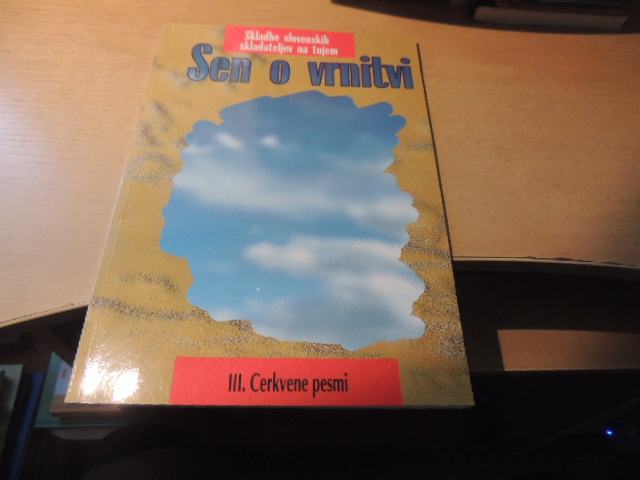 Skladbe slovenskih
skladateljev na tujem
Sen o vrnitvi
III. Cerkvene pesmi